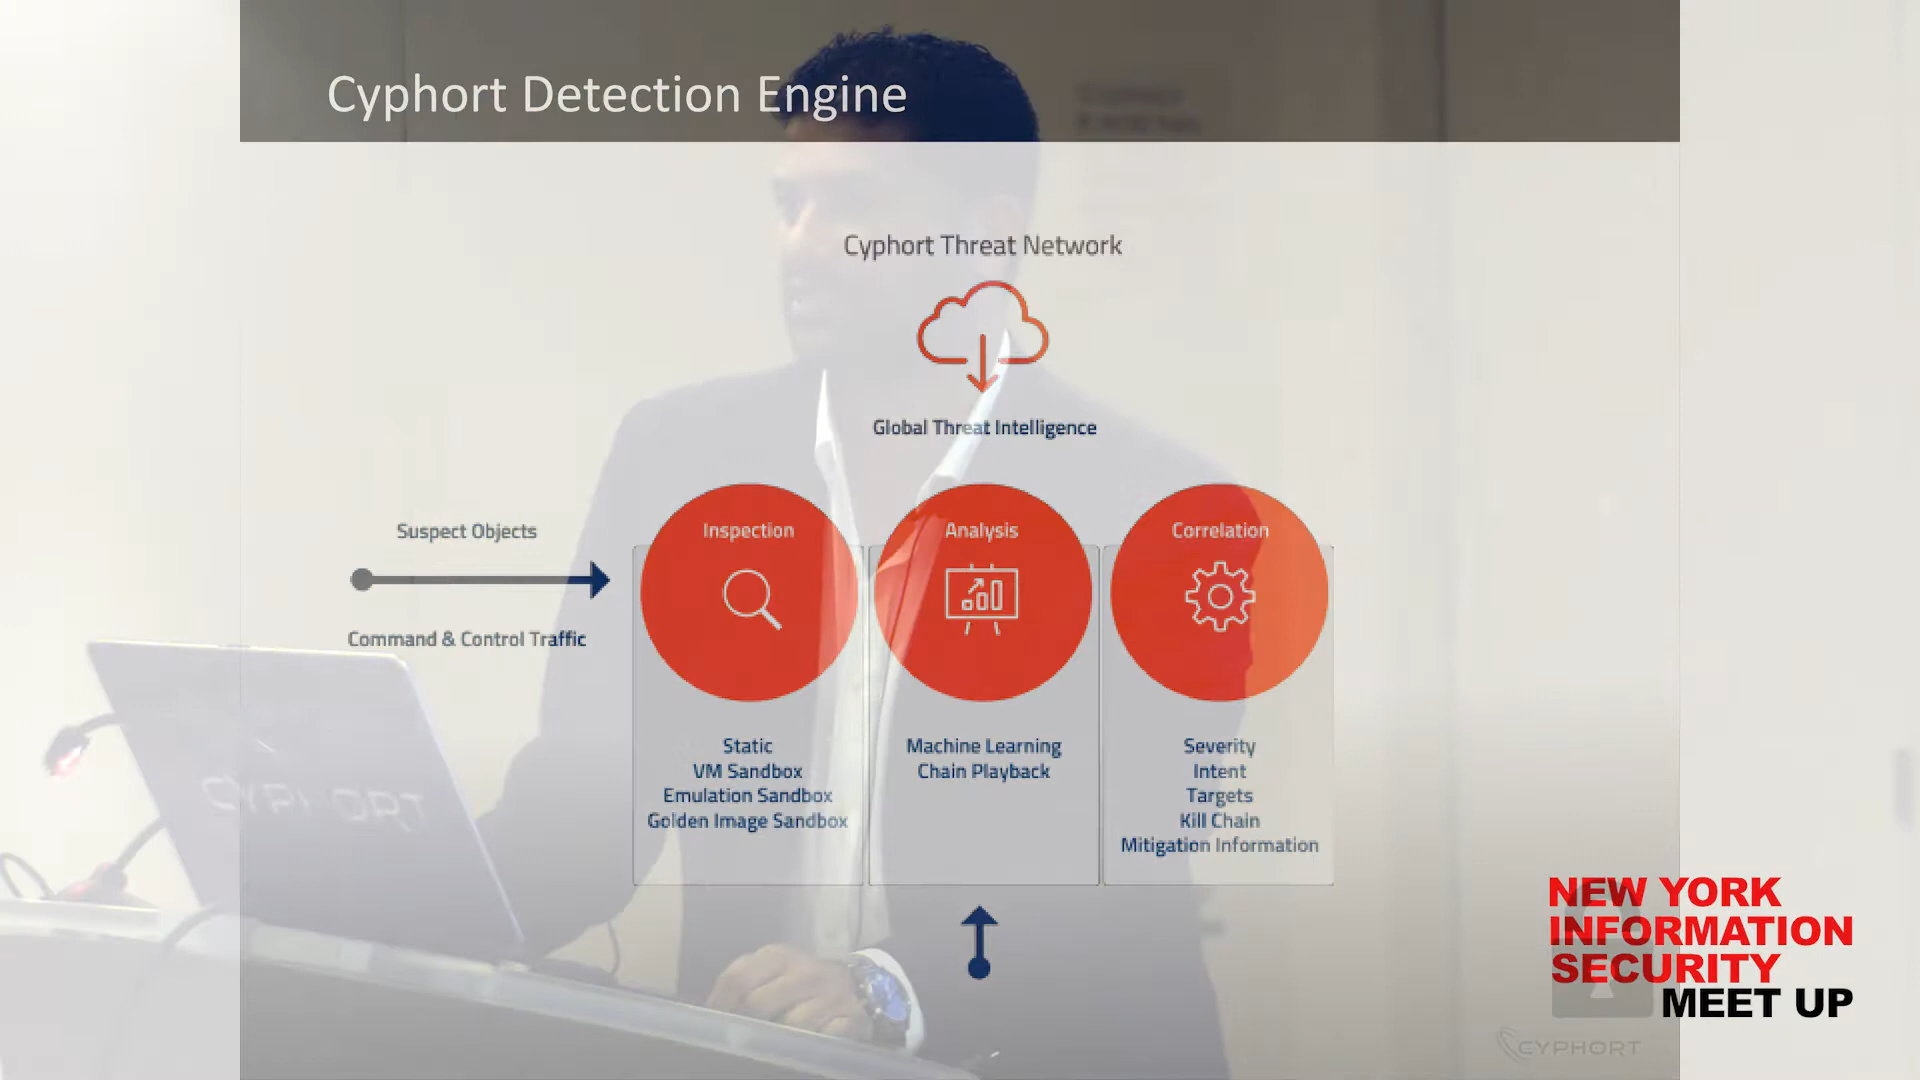 Cyphort Detection Engine
Cyphort Threat Network
Global Threat Intelligence
Suspect Objects
Command & Control Traffic
Inspection
Static
VM Sandbox
Emulation Sandbox
Golden Image Sandbox
Analysis
Machine Learning
Chain Playback
Correlation
Severity
Intent
Targets
Kill Chain
Mitigation Information
CYPHORT
NEW YORK
INFORMATION
SECURITY
MEET UP
CYPHORT